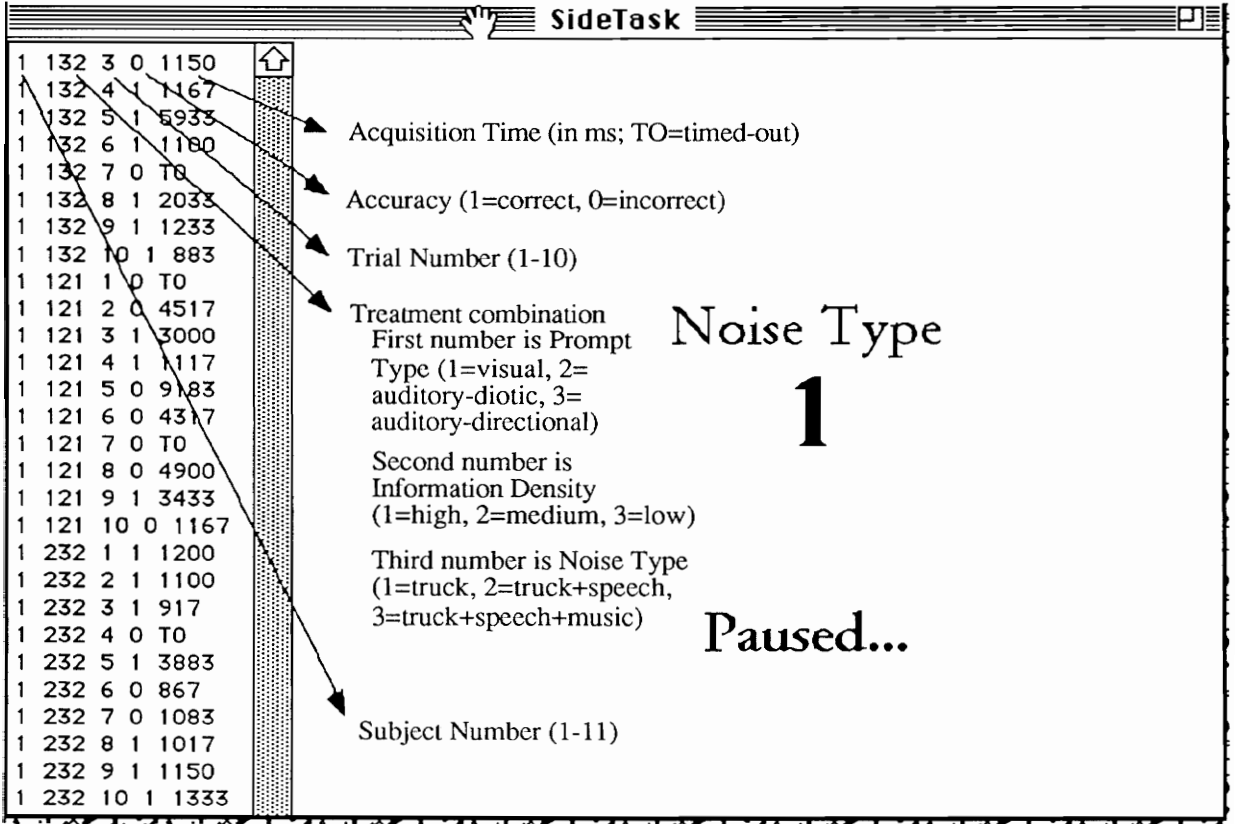 SideTask
1 132 3 0 1150
1 132 4 1 1167
1 132 5 1 5933
1 132 6 1 1100
1 132 7 0 TO
1 132 8 1 2033
1 132 9 1 1233
1 132 10 1 883
1 121 1 0 TO
1 121 2 0 4517
1 121 3 1 3000
1 121 4 1 1117
1 121 5 0 9183
1 121 6 0 4317
1 121 7 0 TO
1 121 8 0 4900
1 121 9 1 3433
1 121 10 0 1167
1 232 1 1 1200
1 232 2 1 1100
1 232 3 1 917
1 232 4 0 TO
1 232 5 1 3883
1 232 6 0 867
1 232 7 0 1083
1 232 8 1 1017
1 232 9 1 1150
1 232 10 1 1333
Acquisition Time (in ms; TO=timed-out)
Accuracy (1=correct, 0=incorrect)
Trial Number (1-10)
Treatment combination
First number is Prompt
Type (1=visual, 2=
auditory-diotic, 3=
auditory-directional)
Second number is
Information Density
(1=high, 2=medium, 3=low)
Third number is Noise Type
(1=truck, 2=truck+speech,
3=truck+speech+music)
Subject Number (1-11)
Noise Type
1
Paused...